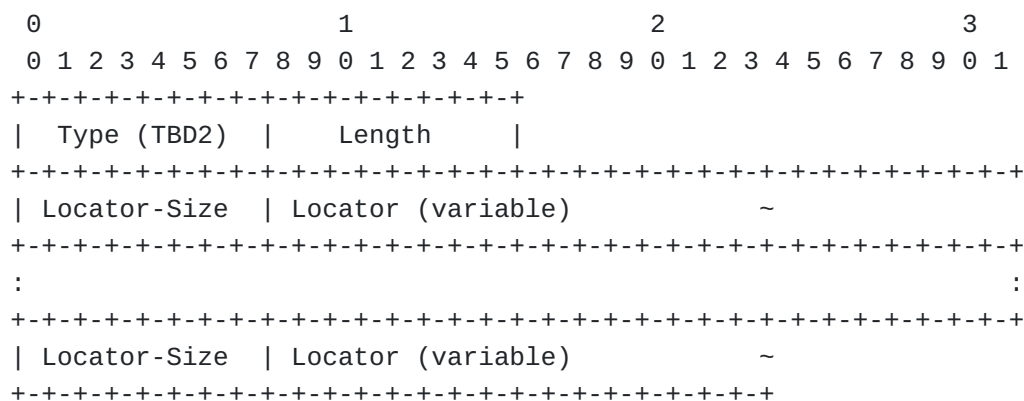 0                   1                   2                   3
 0 1 2 3 4 5 6 7 8 9 0 1 2 3 4 5 6 7 8 9 0 1 2 3 4 5 6 7 8 9 0 1
+-+-+-+-+-+-+-+-+-+-+-+-+-+-+-+-+
|  Type (TBD2)  |    Length     |
+-+-+-+-+-+-+-+-+-+-+-+-+-+-+-+-+-+-+-+-+-+-+-+-+-+-+-+-+-+-+-+-+
| Locator-Size  | Locator (variable)            ~
+-+-+-+-+-+-+-+-+-+-+-+-+-+-+-+-+-+-+-+-+-+-+-+-+-+-+-+-+-+-+-+-+
:                                                               :
+-+-+-+-+-+-+-+-+-+-+-+-+-+-+-+-+-+-+-+-+-+-+-+-+-+-+-+-+-+-+-+-+
| Locator-Size  | Locator (variable)            ~
+-+-+-+-+-+-+-+-+-+-+-+-+-+-+-+-+-+-+-+-+-+-+-+-+